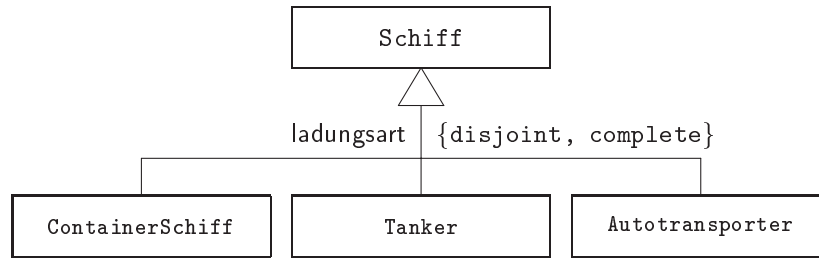 Schiff
ladungsart {disjoint, complete}
ContainerSchiff Tanker Autotransporter